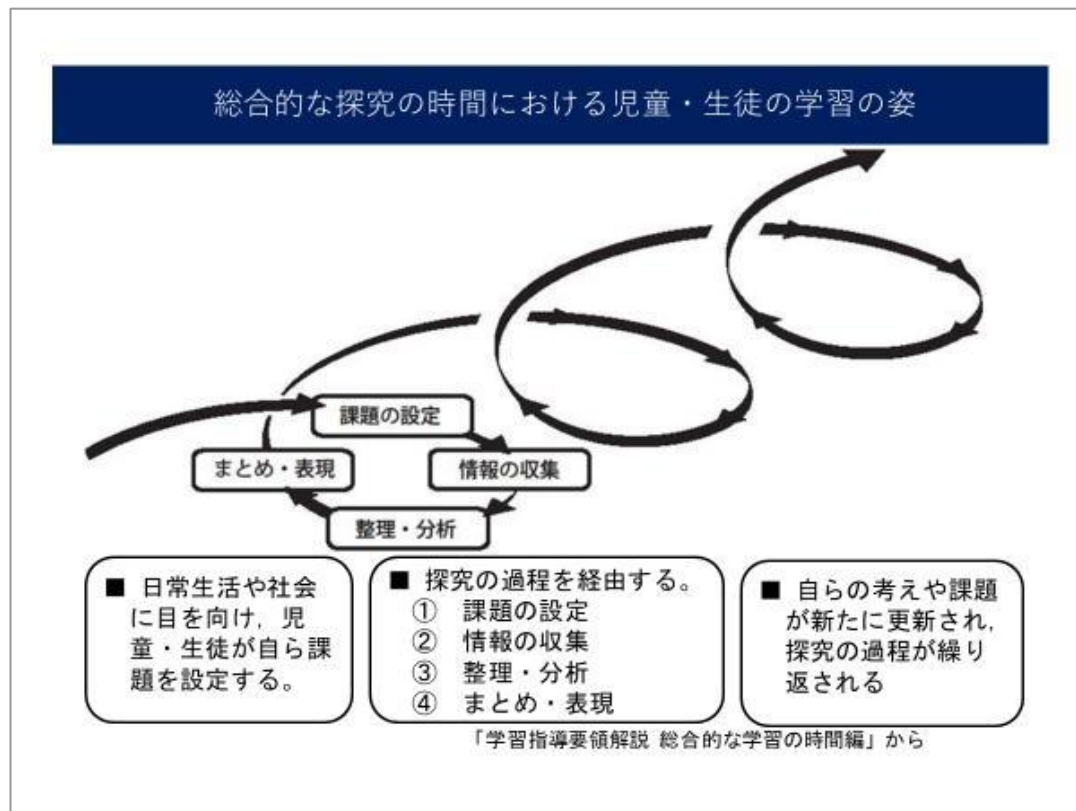 総合的な探究の時間における児童・生徒の学習の姿
課題の設定
まとめ・表現
情報の収集
整理・分析
■ 日常生活や社会
に目を向け,児
童・生徒が自ら課
題を設定する。
■ 探究の過程を経由する。
① 課題の設定
② 情報の収集
③ 整理・分析
④ まとめ・表現
■ 自らの考えや課題
が新たに更新され,
探究の過程が繰り
返される
「学習指導要領解説 総合的な学習の時間編」から